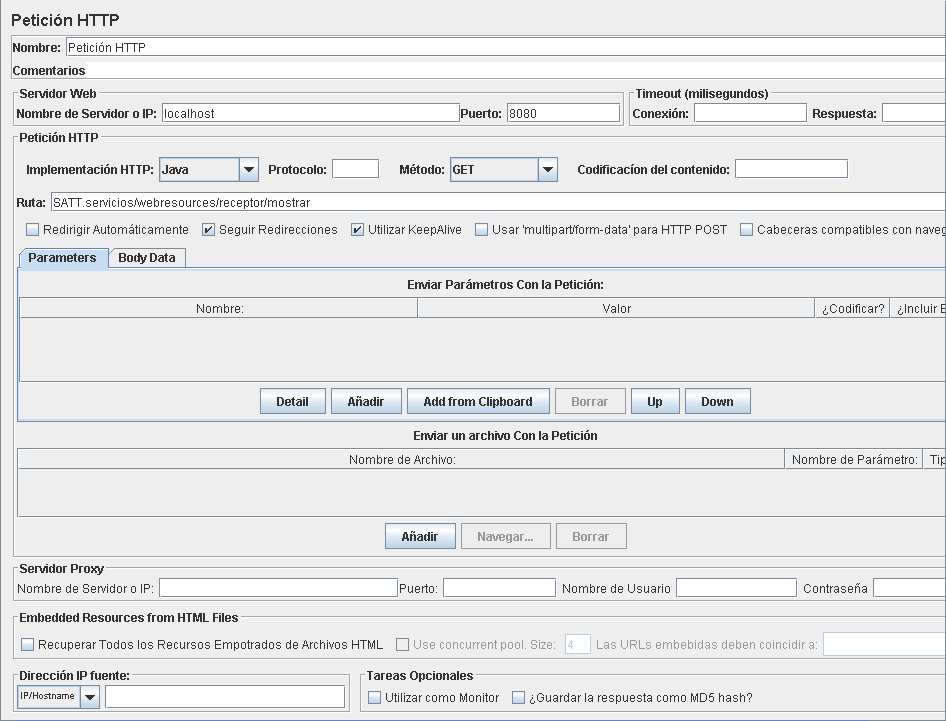 Petición HTTP
Nombre: Petición HTTP
Comentarios
Servidor Web
Nombre de Servidor o IP: localhost Puerto: 8080
Timeout (milisegundos)
Conexión: Respuesta:
Petición HTTP
Implementación HTTP: Java Protocolo: Método: GET Codificacíon del contenido:
Ruta: SATT.servicios/webresources/receptor/mostrar
Redirigir Automáticamente Seguir Redirecciones Utilizar KeepAlive Usar 'multipart/form-data' para HTTP POST Cabeceras compatibles con naveg
Parameters Body Data
Enviar Parámetros Con la Petición:
Nombre: Valor ¿Codificar? ¿Incluir E
Detail Añadir Add from Clipboard Borrar Up Down
Enviar un archivo Con la Petición
Nombre de Archivo: Nombre de Parámetro: Tip
Añadir Navegar... Borrar
Servidor Proxy
Nombre de Servidor o IP: Puerto: Nombre de Usuario Contraseña
Embedded Resources from HTML Files
Recuperar Todos los Recursos Empotrados de Archivos HTML Use concurrent pool. Size: 4 Las URLs embebidas deben coincidir a:
Dirección IP fuente:
IP/Hostname
Tareas Opcionales
Utilizar como Monitor ¿Guardar la respuesta como MD5 hash?